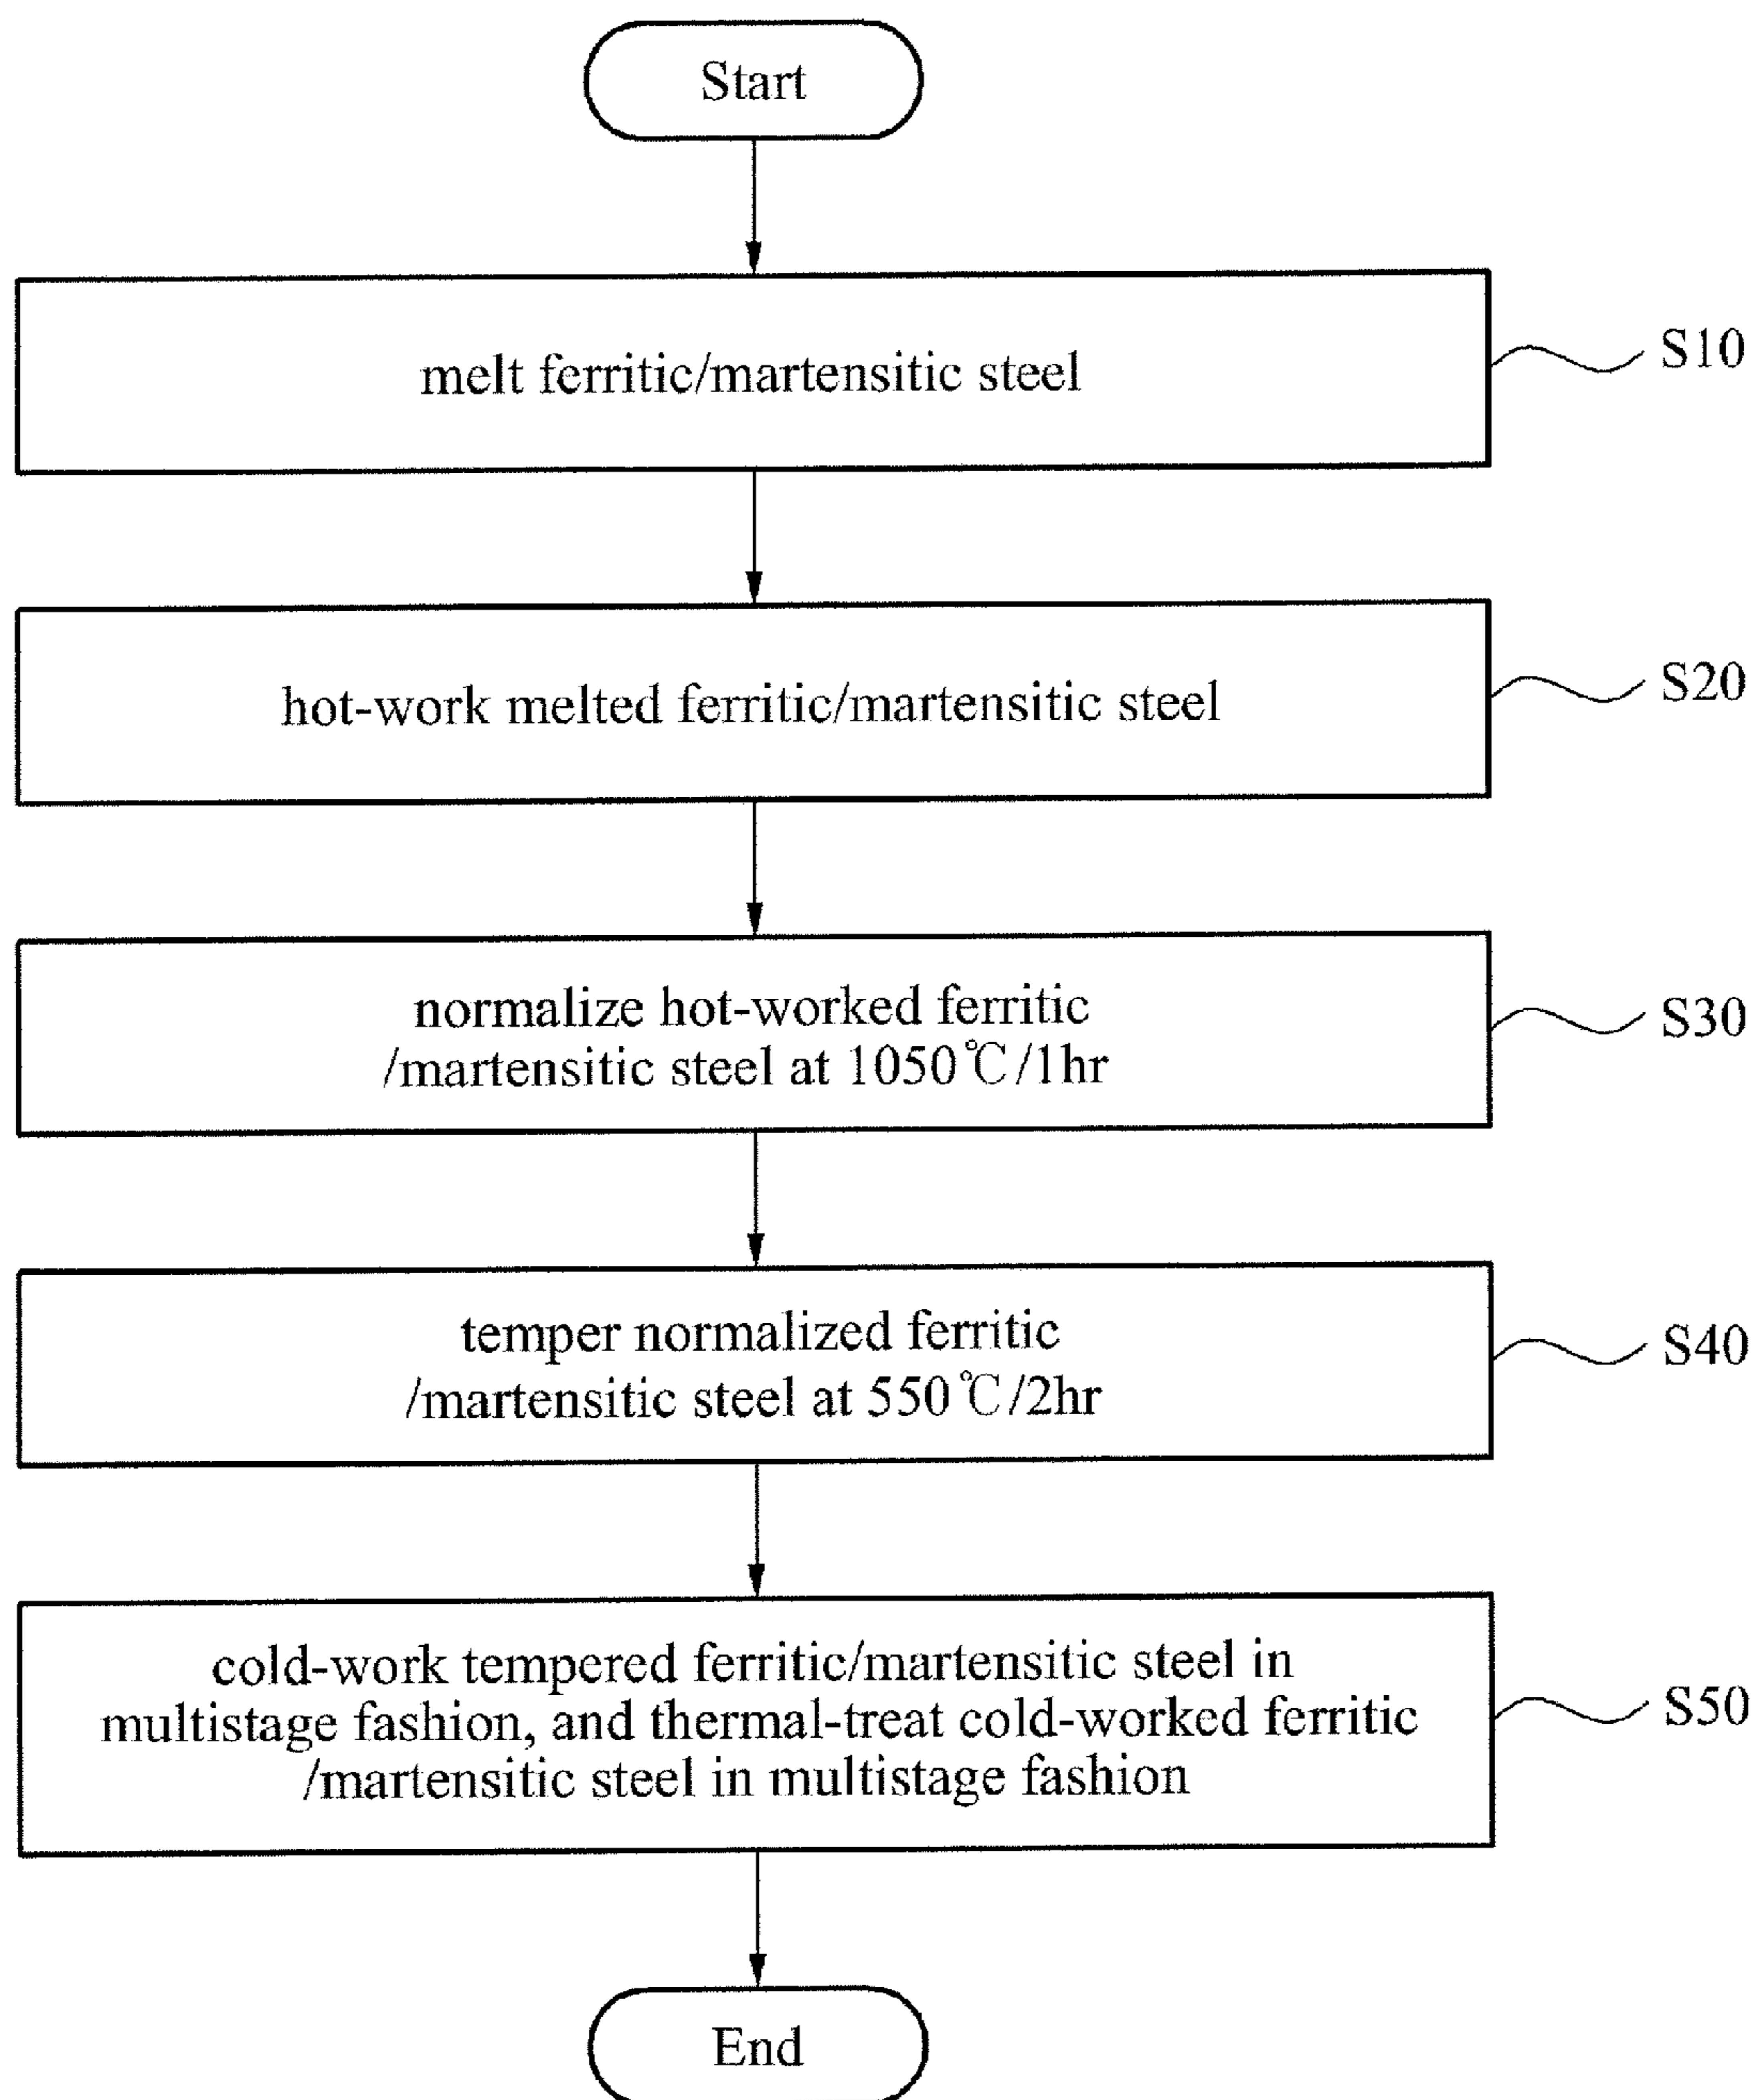 Start
melt ferritic/martensitic steel
S10
hot-work melted ferritic/martensitic steel
S20
normalize hot-worked ferritic
/martensitic steel at 1050℃/1hr
S30
temper normalized ferritic
/martensitic steel at 550℃/2hr
S40
cold-work tempered ferritic/martensitic steel in
multistage fashion, and thermal-treat cold-worked ferritic
/martensitic steel in multistage fashion
S50
End